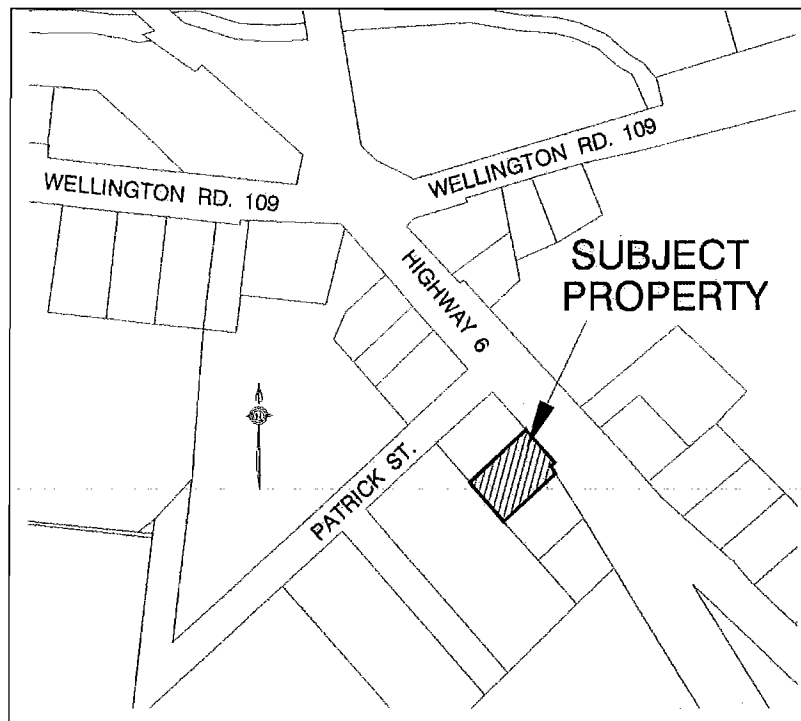 WELLINGTON RD. 109
WELLINGTON RD. 109
HIGHWAY 6
SUBJECT
PROPERTY
PATRICK ST.